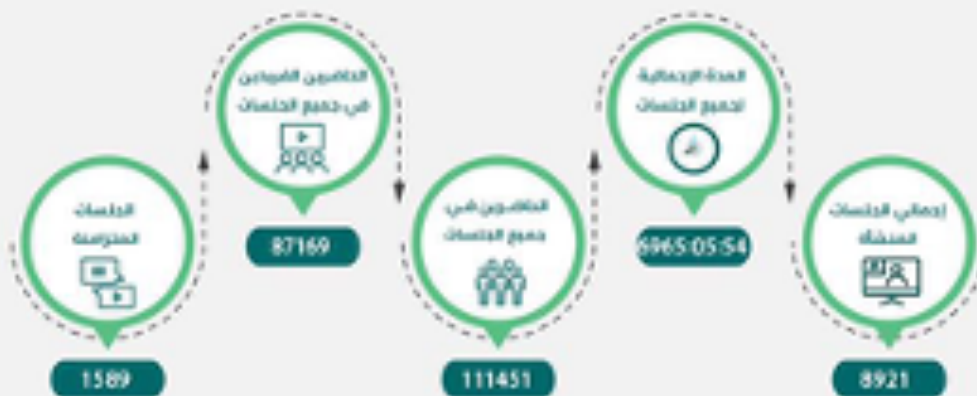 إجمالي الجلسات
المنشأة
8921
المدة الإجمالية
لجميع الجلسات
6965:05:54
الحاضرين في
جميع الجلسات
111451
الحاضرين الفريدين
في جميع الجلسات
87169
الجلسات
المتزامنة
1589